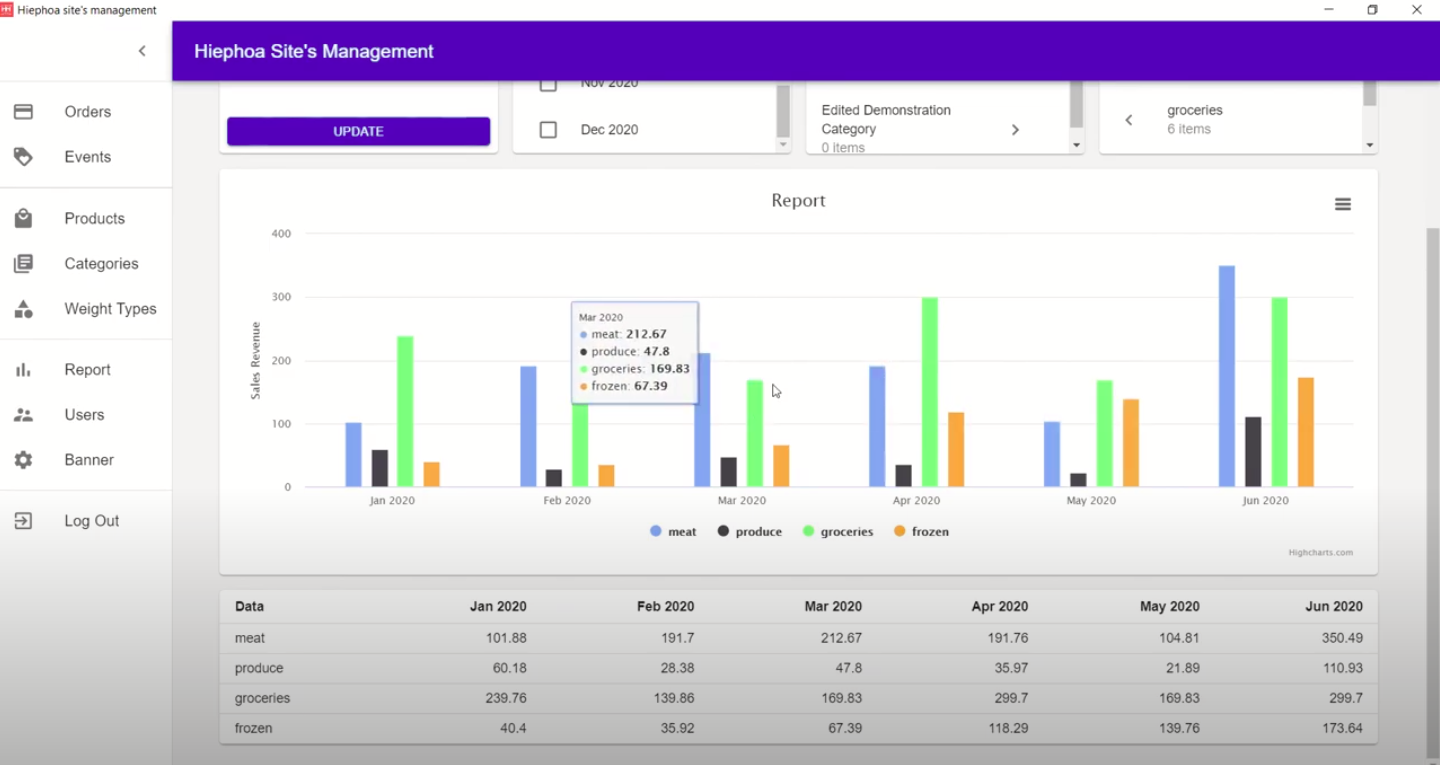 Hiephoa site's management
Hiephoa Site's Management
Orders
Events
Products
Categories
Weight Types
Report
Users
Banner
Log Out
UPDATE
Nov 2020
Dec 2020
Edited Demonstration
Category
0 items
groceries
6 items
Report
Sales Revenue
400
300
200
100
0
Mar 2020
meat: 212.67
produce: 47.8
groceries: 169.83
frozen: 67.39
Jan 2020 Feb 2020 Mar 2020 Apr 2020 May 2020 Jun 2020
meat produce groceries frozen
Highcharts.com
Data Jan 2020 Feb 2020 Mar 2020 Apr 2020 May 2020 Jun 2020
meat 101.88 191.7 212.67 191.76 104.81 350.49
produce 60.18 28.38 47.8 35.97 21.89 110.93
groceries 239.76 139.86 169.83 299.7 169.83 299.7
frozen 40.4 35.92 67.39 118.29 139.76 173.64